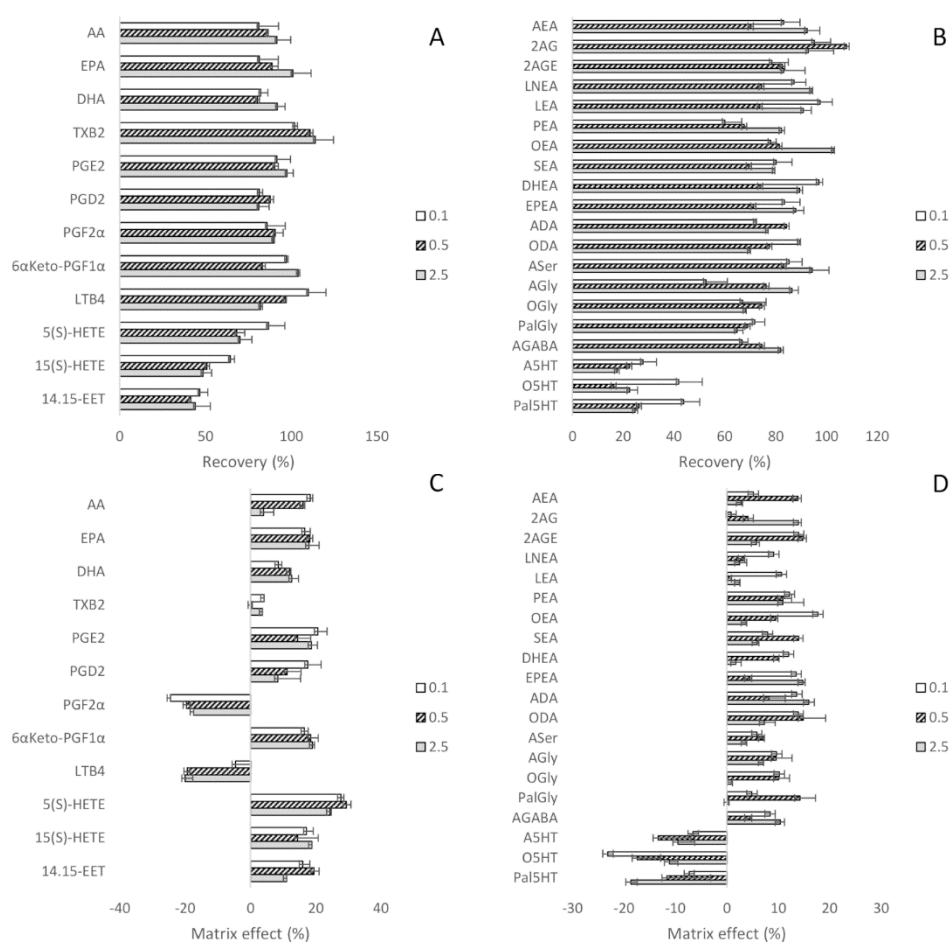 A
AA
EPA
DHA
TXB2
PGE2
PGD2
PGF2α
6αKeto-PGF1α
LTB4
5(S)-HETE
15(S)-HETE
14.15-EET
0.1
0.5
2.5
0 50 100 150
Recovery (%)
B
AEA
2AG
2AGE
LNEA
LEA
PEA
OEA
SEA
DHEA
EPEA
ADA
ODA
ASer
AGly
OGly
PalGly
AGABA
A5HT
O5HT
Pal5HT
0.1
0.5
2.5
0 20 40 60 80 100 120
Recovery (%)
C
AA
EPA
DHA
TXB2
PGE2
PGD2
PGF2α
6αKeto-PGF1α
LTB4
5(S)-HETE
15(S)-HETE
14.15-EET
0.1
0.5
2.5
-40 -20 0 20 40
Matrix effect (%)
D
AEA
2AG
2AGE
LNEA
LEA
PEA
OEA
SEA
DHEA
EPEA
ADA
ODA
ASer
AGly
OGly
PalGly
AGABA
A5HT
O5HT
Pal5HT
0.1
0.5
2.5
-30 -20 -10 0 10 20 30
Matrix effect (%)